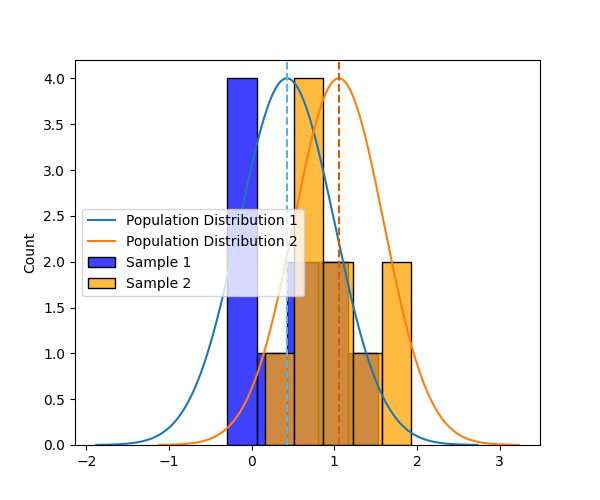 4.0
3.5
3.0
2.5
2.0
1.5
1.0
0.5
0.0
Count
Population Distribution 1
Population Distribution 2
Sample 1
Sample 2
−2 −1 0 1 2 3